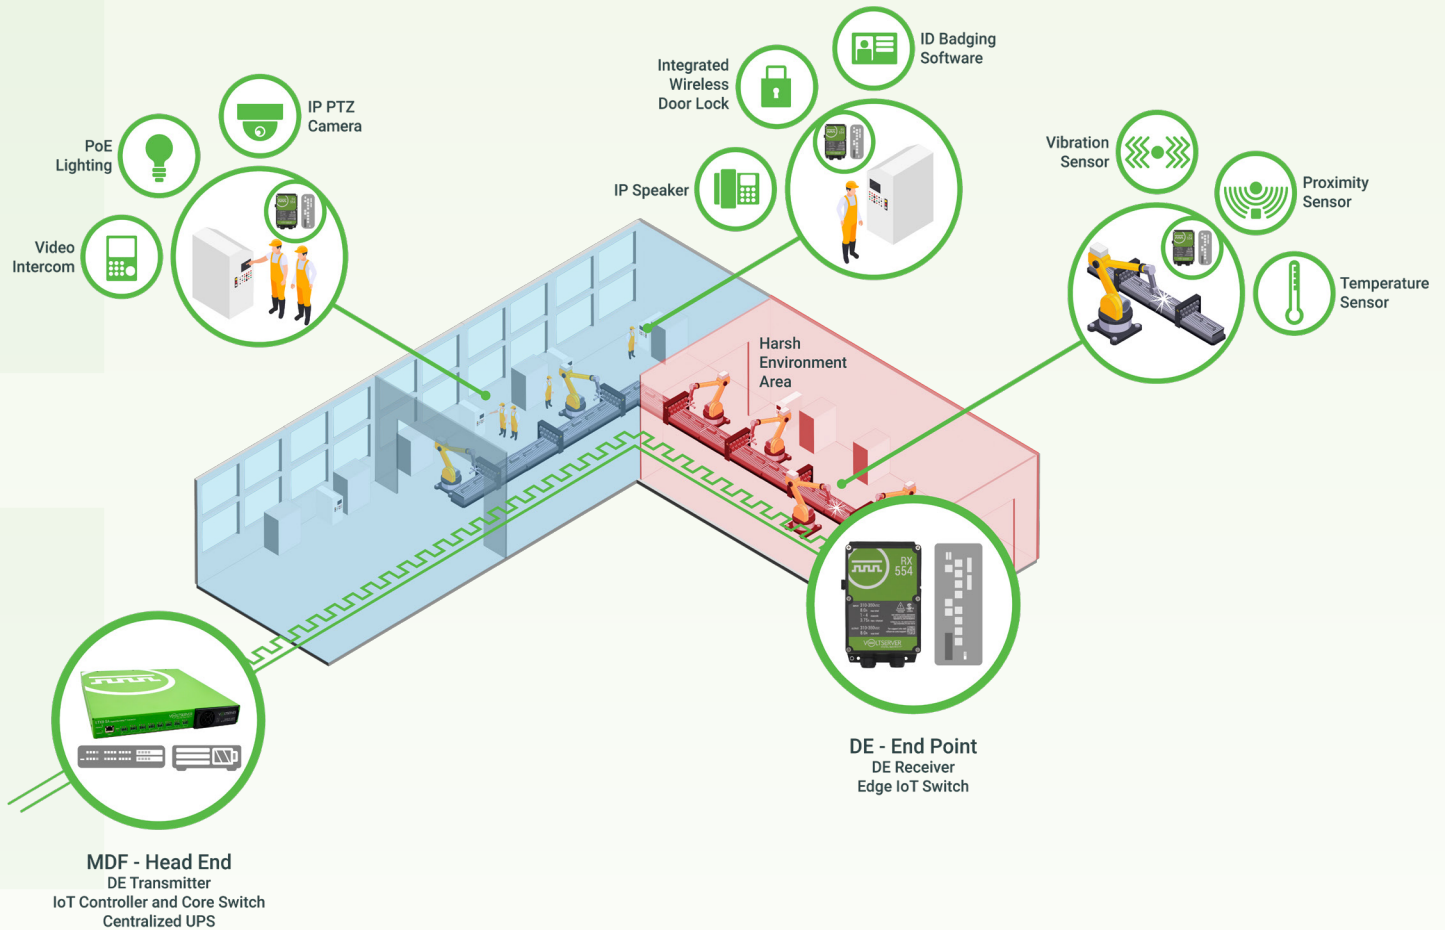 ID Badging
Software
Integrated
Wireless
Door Lock
IP PTZ
Camera
PoE
Lighting
Vibration
Sensor
IP Speaker
Proximity
Sensor
Video
Intercom
Temperature
Sensor
Harsh
Environment
Area
RX
554
VOLTSERVER
DE - End Point
DE Receiver
Edge IoT Switch
MDF - Head End
DE Transmitter
IoT Controller and Core Switch
Centralized UPS